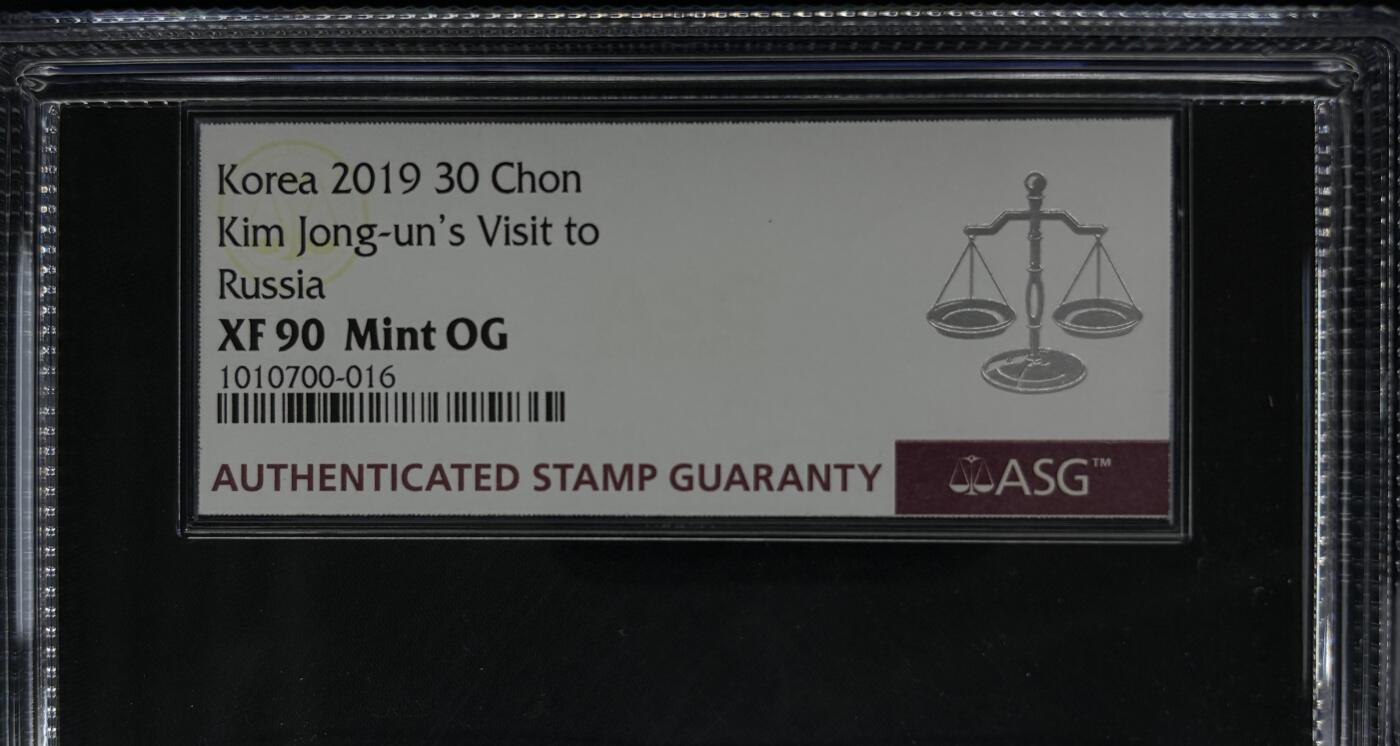 Korea 2019 30 Chon
Kim Jong-un's Visit to
Russia
XF 90 Mint OG
1010700-016
AUTHENTICATED STAMP GUARANTY
ASG™